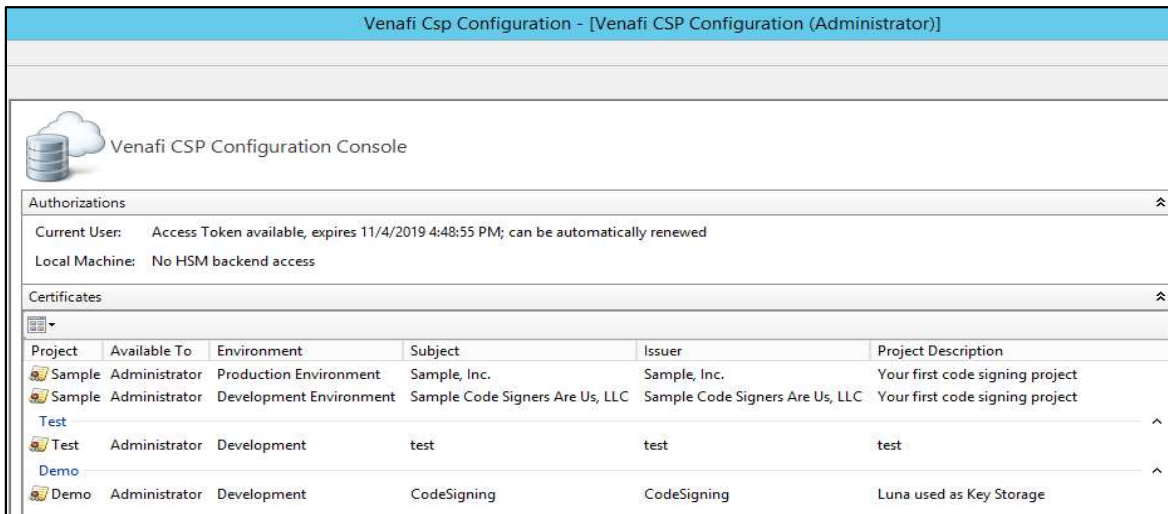 Venafi Csp Configuration - [Venafi CSP Configuration (Administrator)]
Venafi CSP Configuration Console
Authorizations
Current User: Access Token available, expires 11/4/2019 4:48:55 PM; can be automatically renewed
Local Machine: No HSM backend access
Certificates
Project Available To Environment Subject Issuer Project Description
Sample Administrator Production Environment Sample, Inc. Sample, Inc. Your first code signing project
Sample Administrator Development Environment Sample Code Signers Are Us, LLC Sample Code Signers Are Us, LLC Your first code signing project
Test
Test Administrator Development test test test
Demo
Demo Administrator Development CodeSigning CodeSigning Luna used as Key Storage